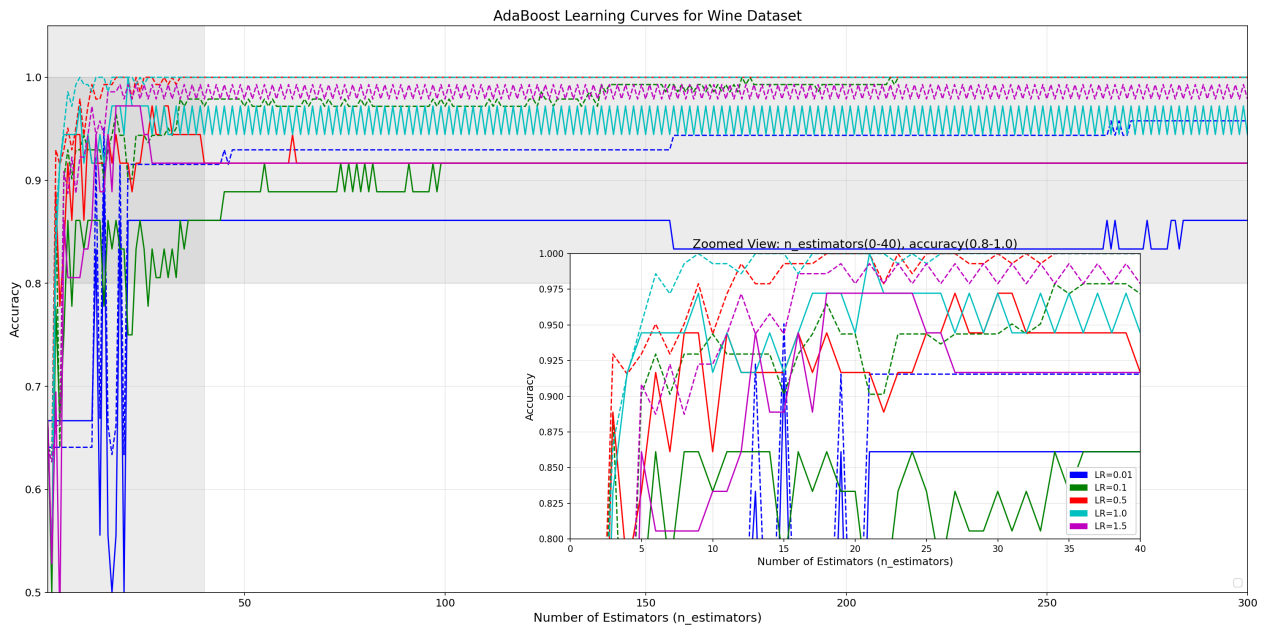 AdaBoost Learning Curves for Wine Dataset
Accuracy
1.0
0.9
0.8
0.7
0.6
0.5
50
100
150
200
250
300
Number of Estimators (n_estimators)
Zoomed View: n_estimators(0-40), accuracy(0.8-1.0)
Accuracy
1.000
0.975
0.950
0.925
0.900
0.875
0.850
0.825
0.800
0
5
10
15
20
25
30
35
40
Number of Estimators (n_estimators)
LR=0.01
LR=0.1
LR=0.5
LR=1.0
LR=1.5